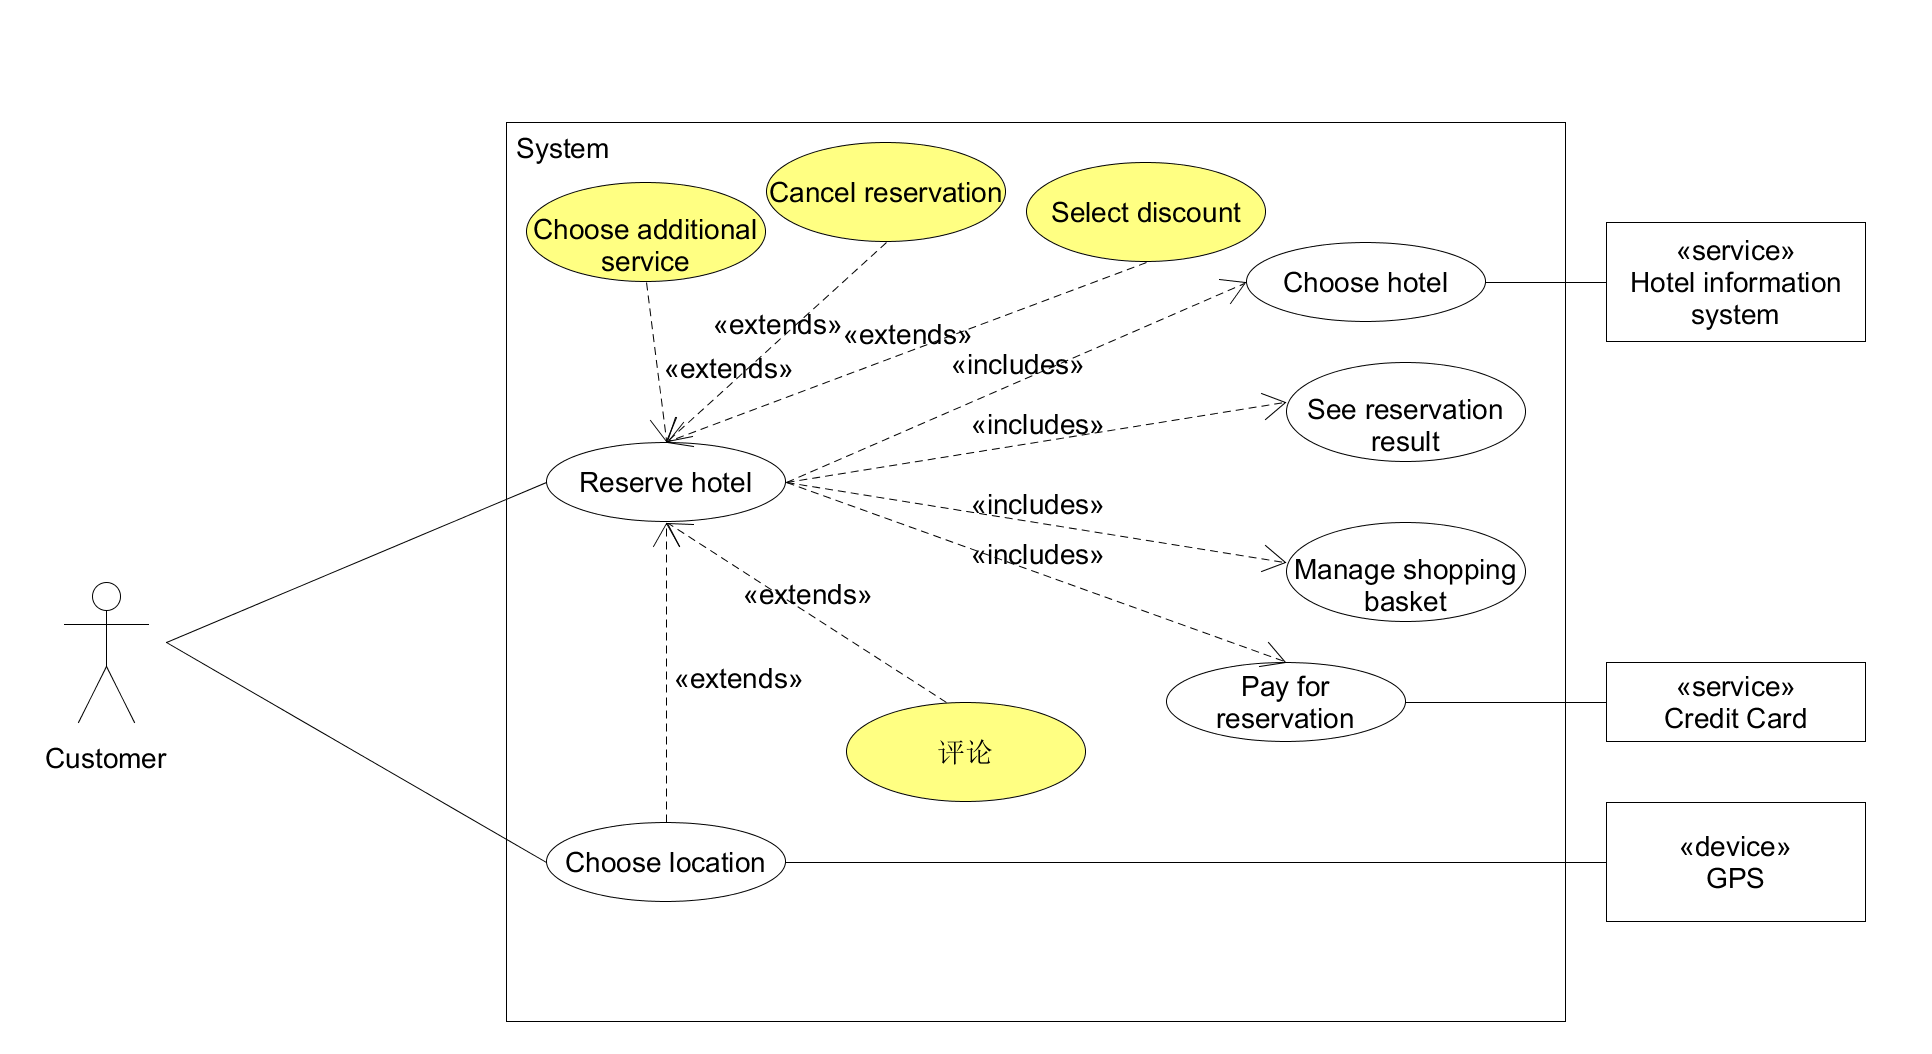 System
Cancel reservation
Select discount
Choose additional
service
Choose hotel
«service»
Hotel information
system
«extends»
«extends»
«extends»
«includes»
See reservation
result
«includes»
Reserve hotel
«includes»
«includes»
Manage shopping
basket
«extends»
«extends»
Pay for
reservation
«service»
Credit Card
评论
Customer
Choose location
«device»
GPS